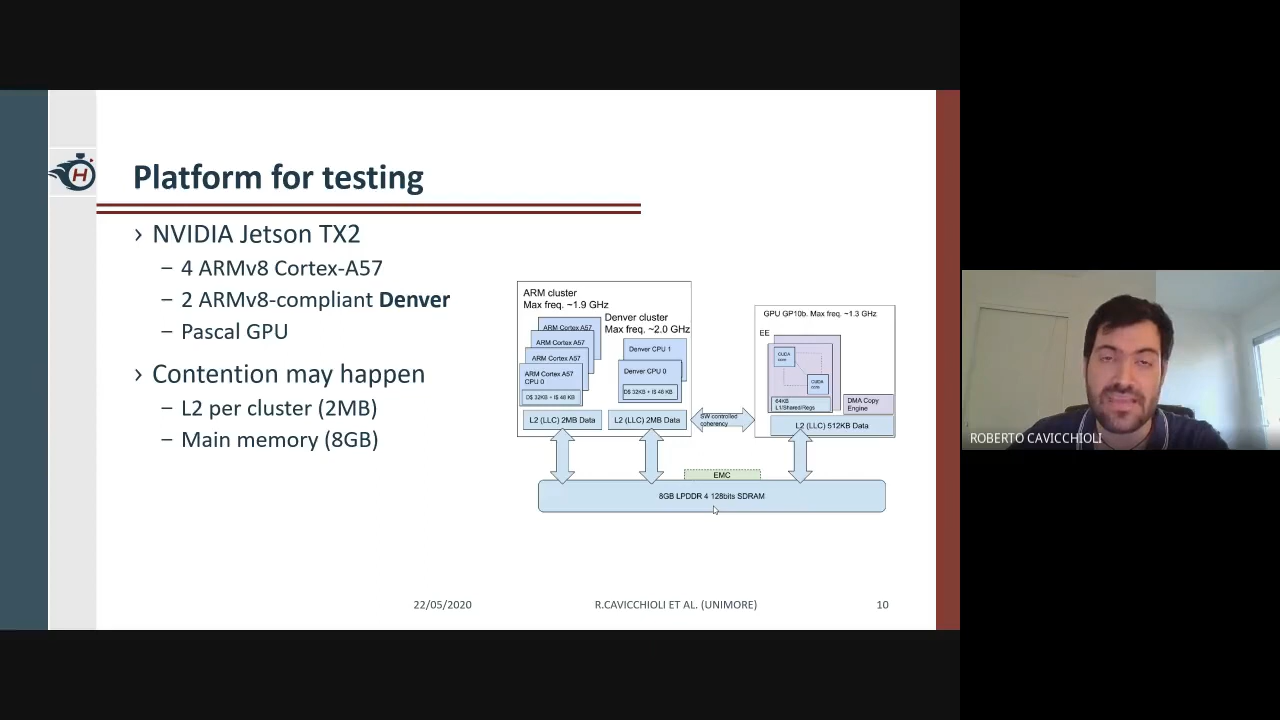 H
Platform for testing
› NVIDIA Jetson TX2
– 4 ARMv8 Cortex-A57
– 2 ARMv8-compliant Denver
– Pascal GPU
› Contention may happen
– L2 per cluster (2MB)
– Main memory (8GB)
ARM cluster
Max freq. ~1.9 GHz
Denver cluster
Max freq. ~2.0 GHz
ARM Cortex A57
ARM Cortex A57
ARM Cortex A57
ARM Cortex A57
CPU 0
D$ 32KB + I$ 48 KB
Denver CPU 1
Denver CPU 0
D$ 32KB + I$ 48 KB
L2 (LLC) 2MB Data
L2 (LLC) 2MB Data
SW controlled
coherency
GPU GP10b. Max freq. ~1.3 GHz
EE
CUDA
core
CUDA
core
64KB
L1/Shared/Regs
DMA Copy
Engine
L2 (LLC) 512KB Data
EMC
8GB LPDDR 4 128bits SDRAM
22/05/2020
R.CAVICCHIOLI ET AL. (UNIMORE)
10
ROBERTO CAVICCHIOLI